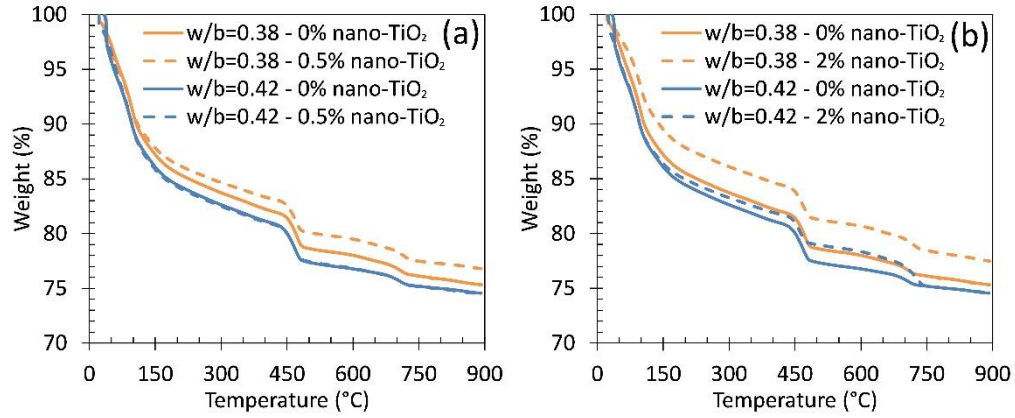 (a)
w/b=0.38 - 0% nano-TiO₂
w/b=0.38 - 0.5% nano-TiO₂
w/b=0.42 - 0% nano-TiO₂
w/b=0.42 - 0.5% nano-TiO₂
Weight (%)
100
95
90
85
80
75
70
0 150 300 450 600 750 900
Temperature (°C)
(b)
w/b=0.38 - 0% nano-TiO₂
w/b=0.38 - 2% nano-TiO₂
w/b=0.42 - 0% nano-TiO₂
w/b=0.42 - 2% nano-TiO₂
Weight (%)
100
95
90
85
80
75
70
0 150 300 450 600 750 900
Temperature (°C)